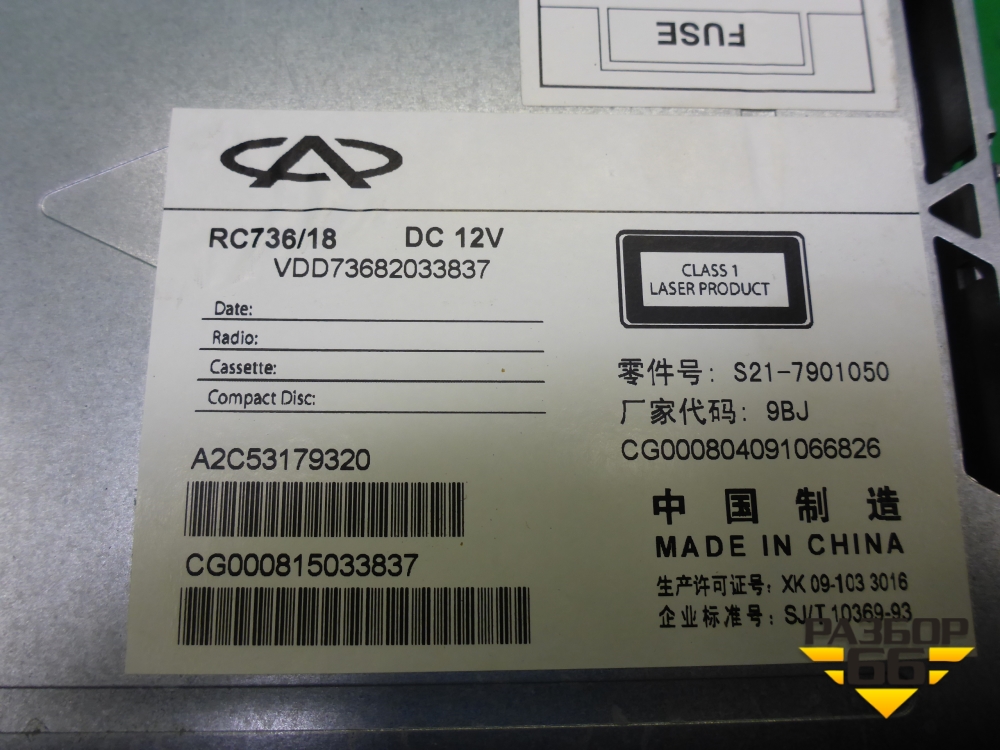 FUSE
RC736/18 DC 12V
VDD73682033837
Date:
Radio:
Cassette:
Compact Disc:
A2C53179320
CG000815033837
CLASS 1
LASER PRODUCT
零件号: S21-7901050
厂家代码: 9BJ
CG000804091066826
中国制造
MADE IN CHINA
生产许可证号: XK 09-103 3016
企业标准号: SJ/T 10369-93
РАЗБОР
66